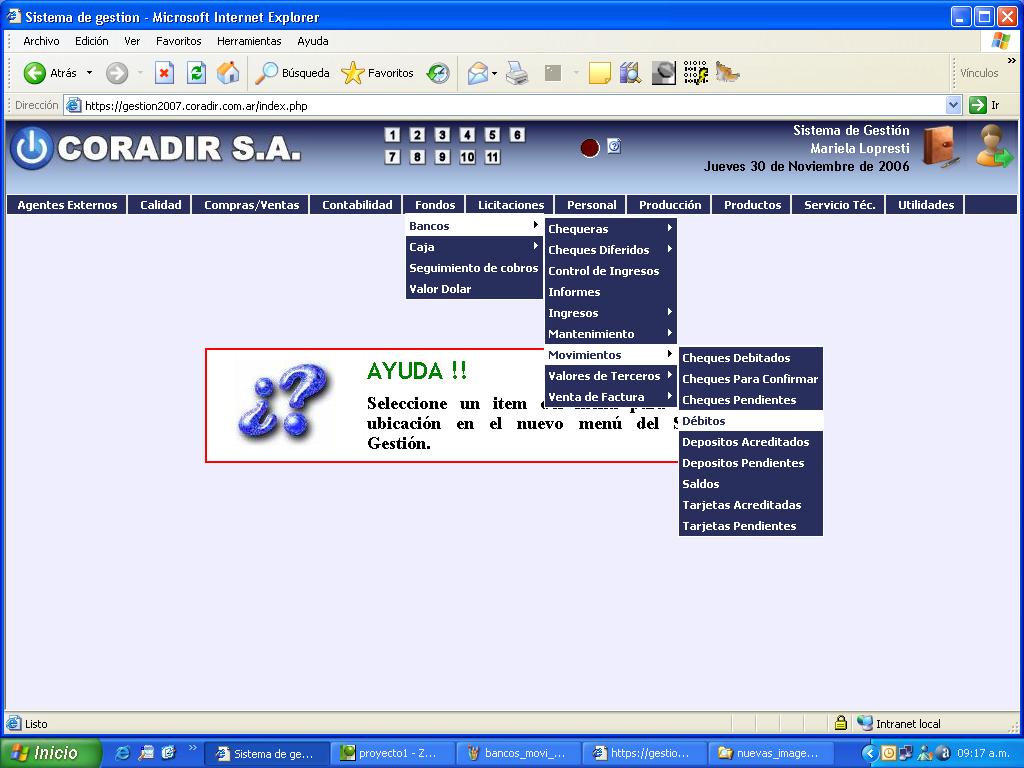 Sistema de gestion - Microsoft Internet Explorer
Archivo Edición Ver Favoritos Herramientas Ayuda
Atrás Búsqueda Favoritos Vínculos »
Dirección https://gestion2007.coradir.com.ar/index.php Ir
CORADIR S.A.
1 2 3 4 5 6
7 8 9 10 11
Sistema de Gestión
Mariela Lopresti
Jueves 30 de Noviembre de 2006
Agentes Externos Calidad Compras/Ventas Contabilidad Fondos Licitaciones Personal Producción Productos Servicio Téc. Utilidades
Bancos
Caja
Seguimiento de cobros
Valor Dolar
Chequeras
Cheques Diferidos
Control de Ingresos
Informes
Ingresos
Mantenimiento
Movimientos
Valores de Terceros
Venta de Factura
Cheques Debitados
Cheques Para Confirmar
Cheques Pendientes
Débitos
Depositos Acreditados
Depositos Pendientes
Saldos
Tarjetas Acreditadas
Tarjetas Pendientes
¿?
AYUDA !!
Seleccione un item
ubicación en el nuevo menú del S
Gestión.
Listo Intranet local
Inicio » Sistema de ge... proyecto1 - Z... bancos_movi_... https://gestio... nuevas_image... 09:17 a.m.